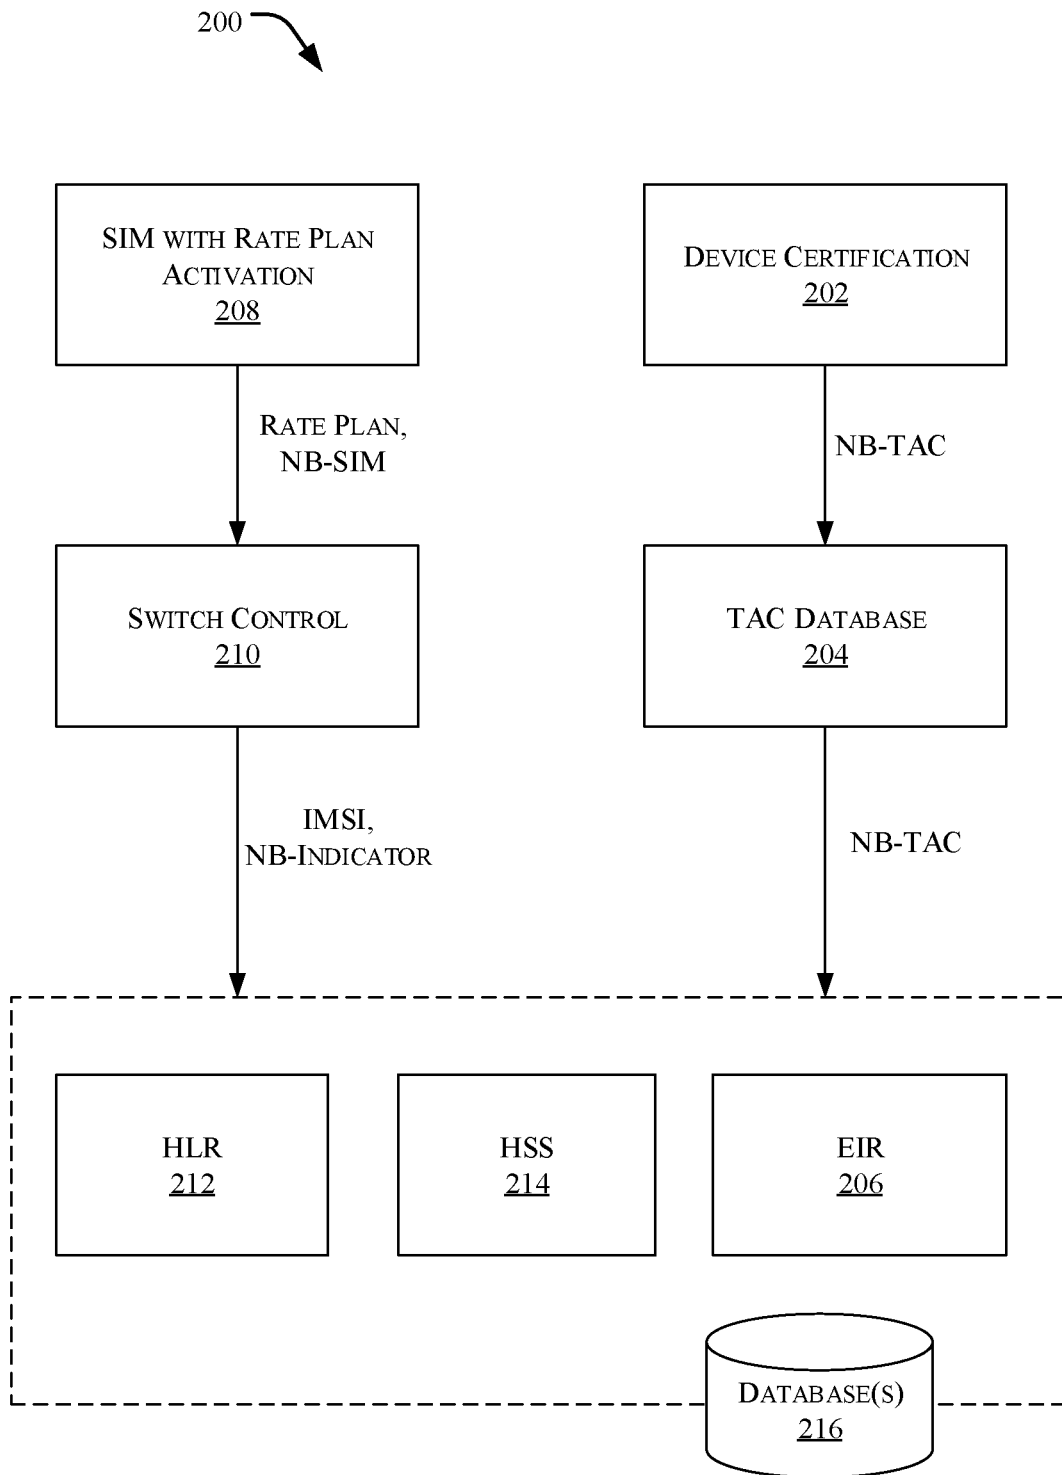 200
SIM WITH RATE PLAN
ACTIVATION
208
DEVICE CERTIFICATION
202
RATE PLAN,
NB-SIM
NB-TAC
SWITCH CONTROL
210
TAC DATABASE
204
IMSI,
NB-INDICATOR
NB-TAC
HLR
212
HSS
214
EIR
206
DATABASE(S)
216